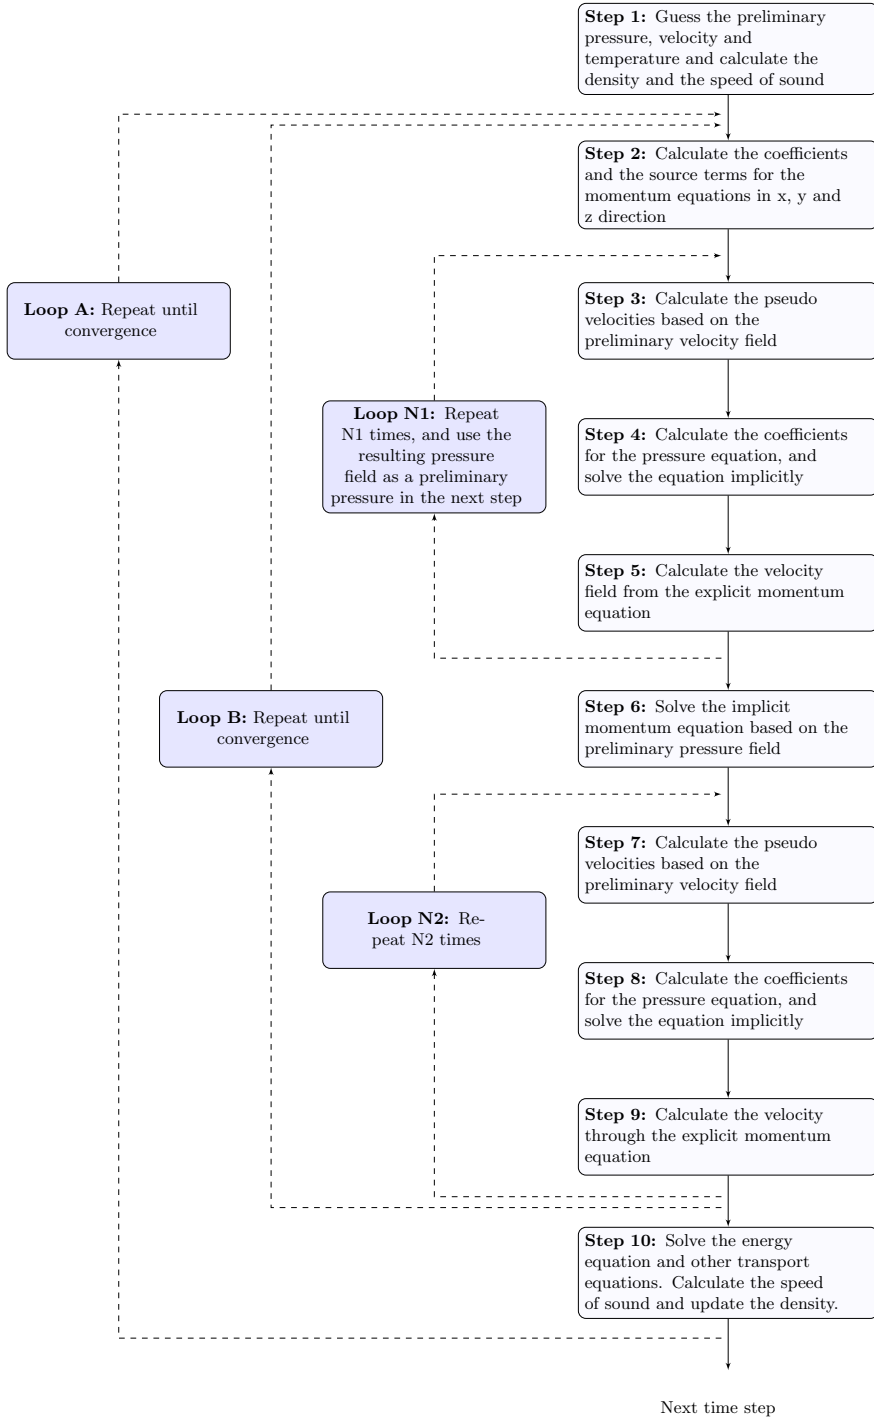 Step 1: Guess the preliminary
pressure, velocity and
temperature and calculate the
density and the speed of sound
Step 2: Calculate the coefficients
and the source terms for the
momentum equations in x, y and
z direction
Loop A: Repeat until
convergence
Step 3: Calculate the pseudo
velocities based on the
preliminary velocity field
Loop N1: Repeat
N1 times, and use the
resulting pressure
field as a preliminary
pressure in the next step
Step 4: Calculate the coefficients
for the pressure equation, and
solve the equation implicitly
Step 5: Calculate the velocity
field from the explicit momentum
equation
Loop B: Repeat until
convergence
Step 6: Solve the implicit
momentum equation based on the
preliminary pressure field
Step 7: Calculate the pseudo
velocities based on the
preliminary velocity field
Loop N2: Re-
peat N2 times
Step 8: Calculate the coefficients
for the pressure equation, and
solve the equation implicitly
Step 9: Calculate the velocity
through the explicit momentum
equation
Step 10: Solve the energy
equation and other transport
equations. Calculate the speed
of sound and update the density.
Next time step